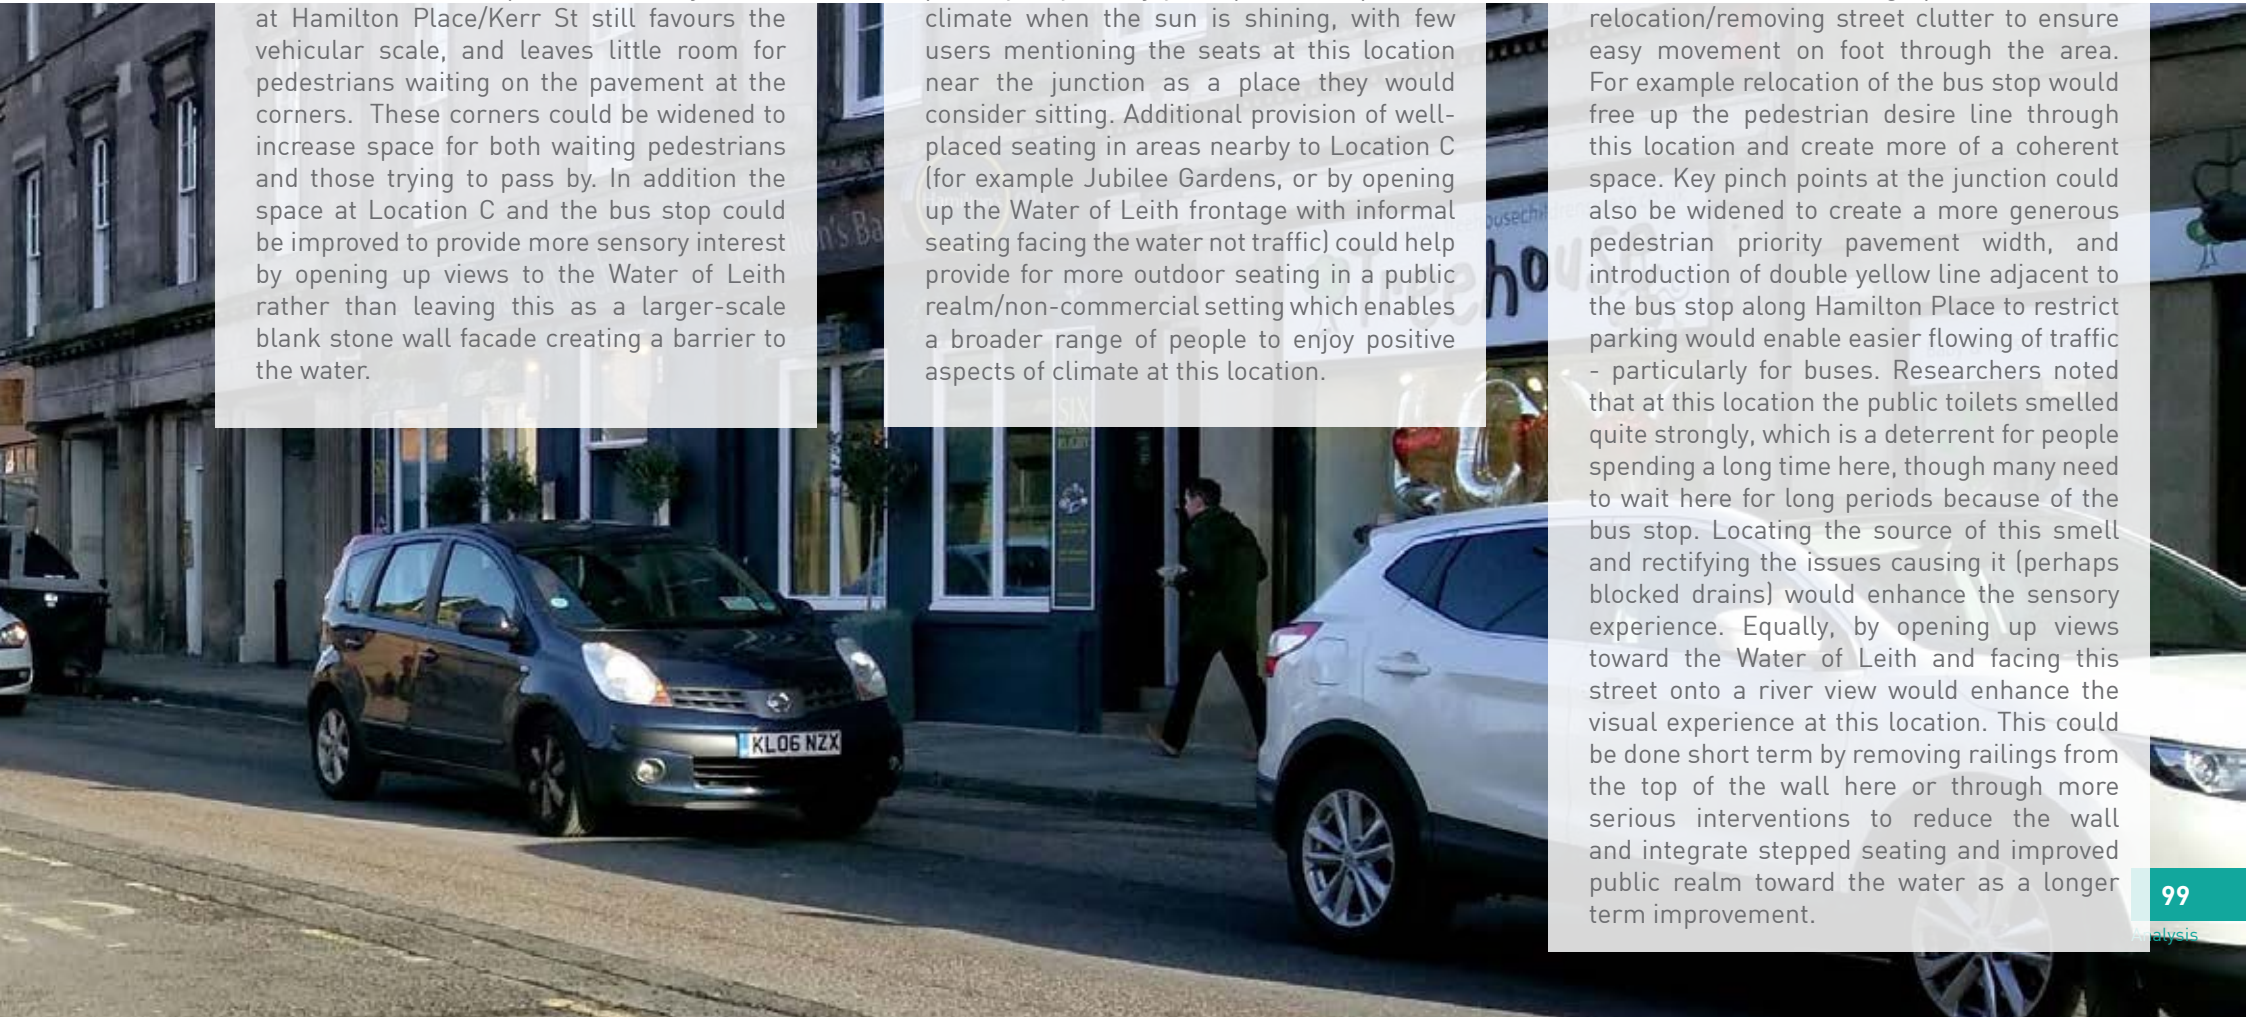 at Hamilton Place/Kerr St still favours the
vehicular scale, and leaves little room for
pedestrians waiting on the pavement at the
corners. These corners could be widened to
increase space for both waiting pedestrians
and those trying to pass by. In addition the
space at Location C and the bus stop could
be improved to provide more sensory interest
by opening up views to the Water of Leith
rather than leaving this as a larger-scale
blank stone wall facade creating a barrier to
the water.
climate when the sun is shining, with few
users mentioning the seats at this location
near the junction as a place they would
consider sitting. Additional provision of well-
placed seating in areas nearby to Location C
(for example Jubilee Gardens, or by opening
up the Water of Leith frontage with informal
seating facing the water not traffic) could help
provide for more outdoor seating in a public
realm/non-commercial setting which enables
a broader range of people to enjoy positive
aspects of climate at this location.
relocation/removing street clutter to ensure
easy movement on foot through the area.
For example relocation of the bus stop would
free up the pedestrian desire line through
this location and create more of a coherent
space. Key pinch points at the junction could
also be widened to create a more generous
pedestrian priority pavement width, and
introduction of double yellow line adjacent to
the bus stop along Hamilton Place to restrict
parking would enable easier flowing of traffic
- particularly for buses. Researchers noted
that at this location the public toilets smelled
quite strongly, which is a deterrent for people
spending a long time here, though many need
to wait here for long periods because of the
bus stop. Locating the source of this smell
and rectifying the issues causing it (perhaps
blocked drains) would enhance the sensory
experience. Equally, by opening up views
toward the Water of Leith and facing this
street onto a river view would enhance the
visual experience at this location. This could
be done short term by removing railings from
the top of the wall here or through more
serious interventions to reduce the wall
and integrate stepped seating and improved
public realm toward the water as a longer
term improvement.
Treehouse
SIX
KL06 NZX
99
Analysis